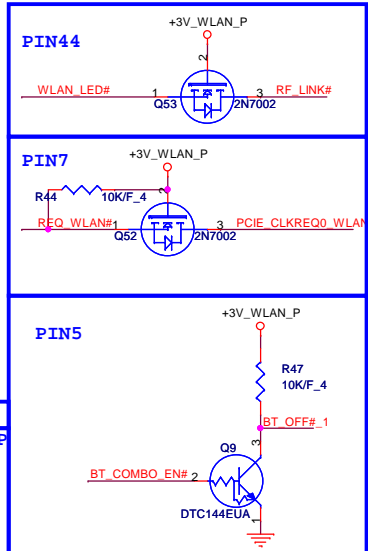 PIN44
+3V_WLAN_P
2
WLAN_LED# 1 3 RF_LINK#
Q53 2N7002
PIN7
+3V_WLAN_P
R44 10K/F_4 2
REQ_WLAN# 1 3 PCIE_CLKREQ0_WLAN
Q52 2N7002
PIN5
+3V_WLAN_P
R47
10K/F_4
BT_OFF#_1
Q9 3
BT_COMBO_EN# 2
DTC144EUA 1